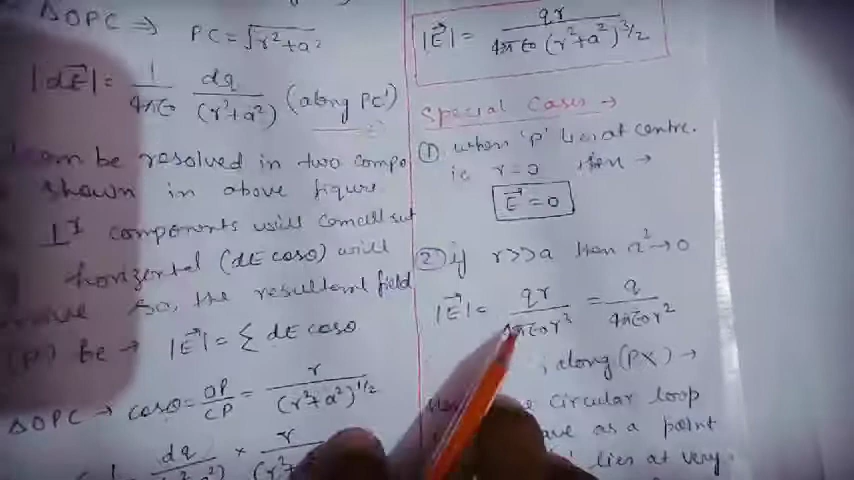 ΔOPC ⇒ PC = √r²+a²
|dE⃗| = 1/4πε₀ dq/(r²+a²) (along PC')
can be resolved in two compo
shown in above figure
⊥r components will cancell out
horizontal (dE cosθ) will
so, the resultent field
(P) be → |E⃗| = Σ dE cosθ
ΔOPC → cosθ = OP/CP = r/(r²+a²)^1/2
dq × r
|E⃗| = qr/4πε₀(r²+a²)^3/2
Special Cases →
① when 'P' lies at centre.
ie r=0 then →
E⃗ = 0
② if r>>a then a²→0
|E⃗| = qr/4πε₀r³ = q/4πε₀r²
, along (PX) →
circular loop
as a point
lies at very